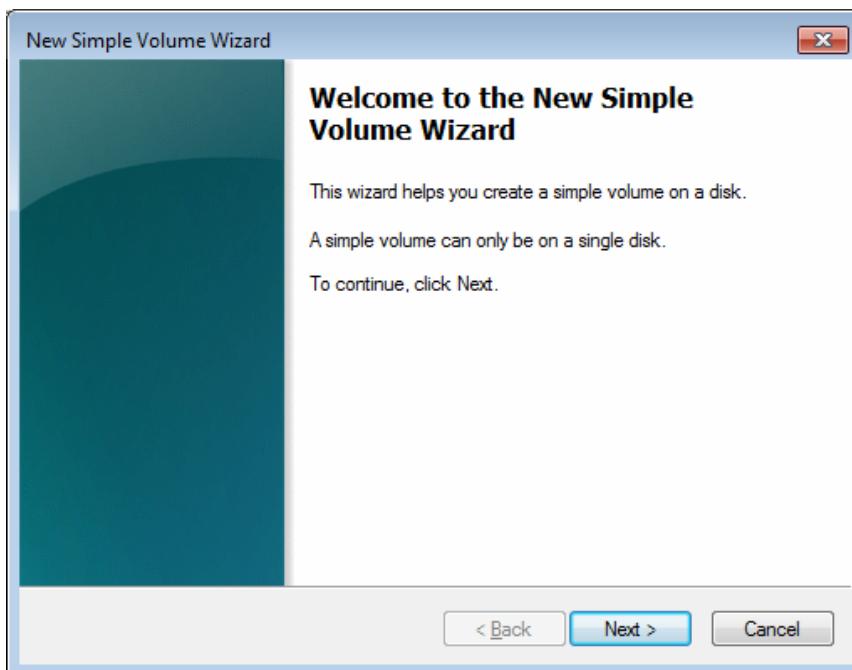 New Simple Volume Wizard
Welcome to the New Simple
Volume Wizard
This wizard helps you create a simple volume on a disk.
A simple volume can only be on a single disk.
To continue, click Next.
< Back
Next >
Cancel